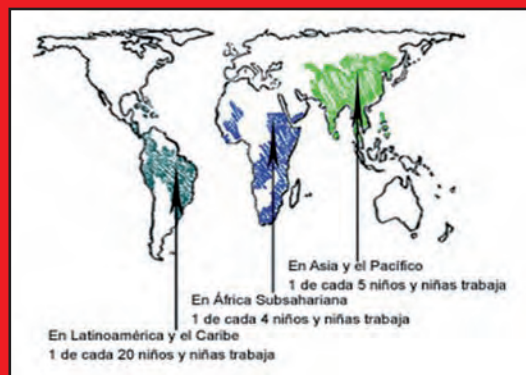 En Asia y el Pacífico
1 de cada 5 niños y niñas trabaja
En África Subsahariana
1 de cada 4 niños y niñas trabaja
En Latinoamérica y el Caribe
1 de cada 20 niños y niñas trabaja